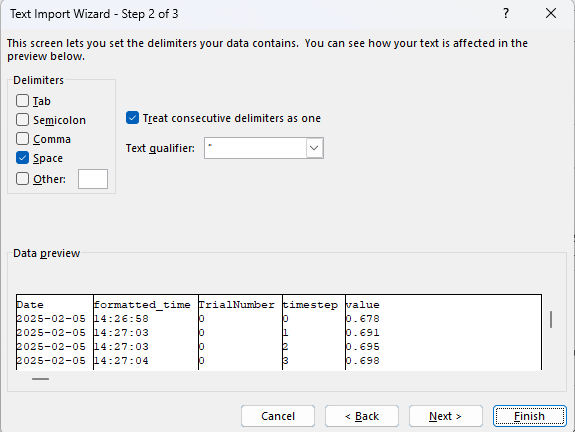 Text Import Wizard - Step 2 of 3
?
This screen lets you set the delimiters your data contains. You can see how your text is affected in the
preview below.
Delimiters
Tab
Semicolon
Comma
Space
Other:
Treat consecutive delimiters as one
Text qualifier: "
Data preview
Date formatted_time TrialNumber timestep value
2025-02-05 14:26:58 0 0 0.678
2025-02-05 14:27:03 0 1 0.691
2025-02-05 14:27:03 0 2 0.695
2025-02-05 14:27:04 0 3 0.698
Cancel < Back Next > Finish